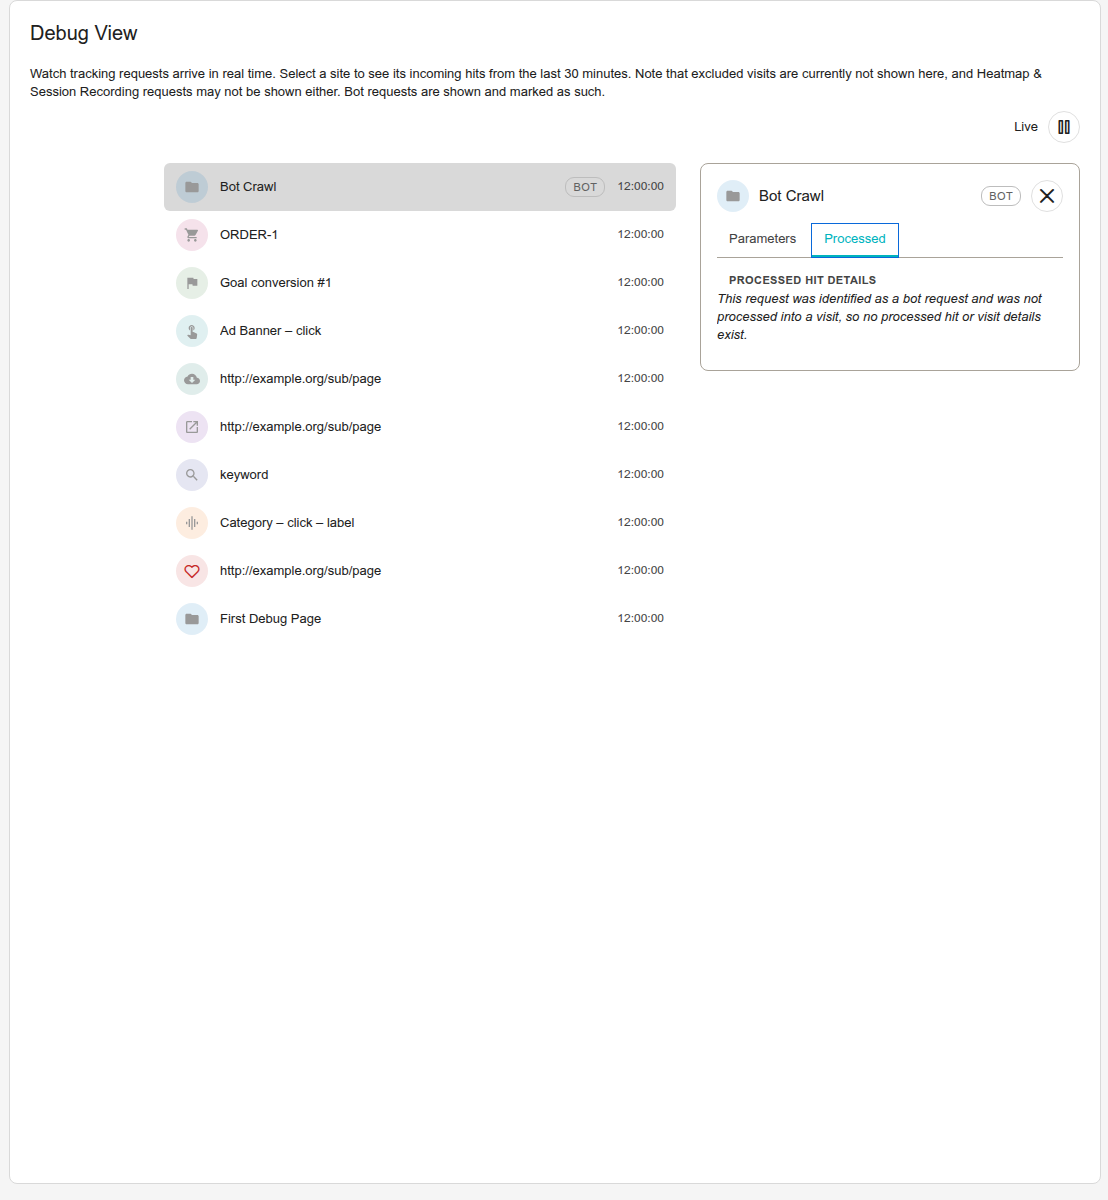 Debug View
Watch tracking requests arrive in real time. Select a site to see its incoming hits from the last 30 minutes. Note that excluded visits are currently not shown here, and Heatmap &
Session Recording requests may not be shown either. Bot requests are shown and marked as such.
Live
Bot Crawl BOT 12:00:00
ORDER-1 12:00:00
Goal conversion #1 12:00:00
Ad Banner – click 12:00:00
http://example.org/sub/page 12:00:00
http://example.org/sub/page 12:00:00
keyword 12:00:00
Category – click – label 12:00:00
http://example.org/sub/page 12:00:00
First Debug Page 12:00:00
Bot Crawl BOT
Parameters Processed
PROCESSED HIT DETAILS
This request was identified as a bot request and was not
processed into a visit, so no processed hit or visit details
exist.